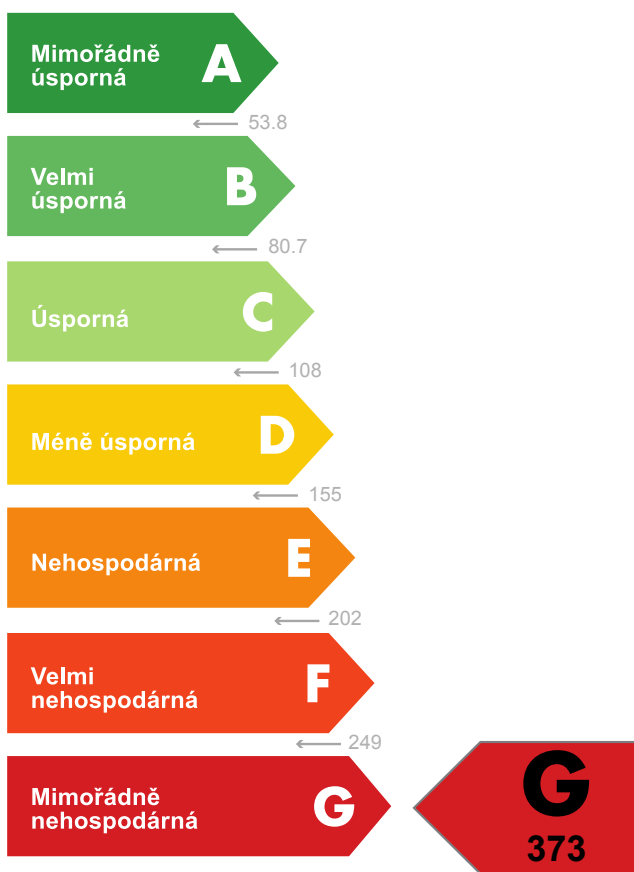 Mimořádně
úsporná
A
53.8
Velmi
úsporná
B
80.7
Úsporná
C
108
Méně úsporná
D
155
Nehospodárná
E
202
Velmi
nehospodárná
F
249
Mimořádně
nehospodárná
G
G
373